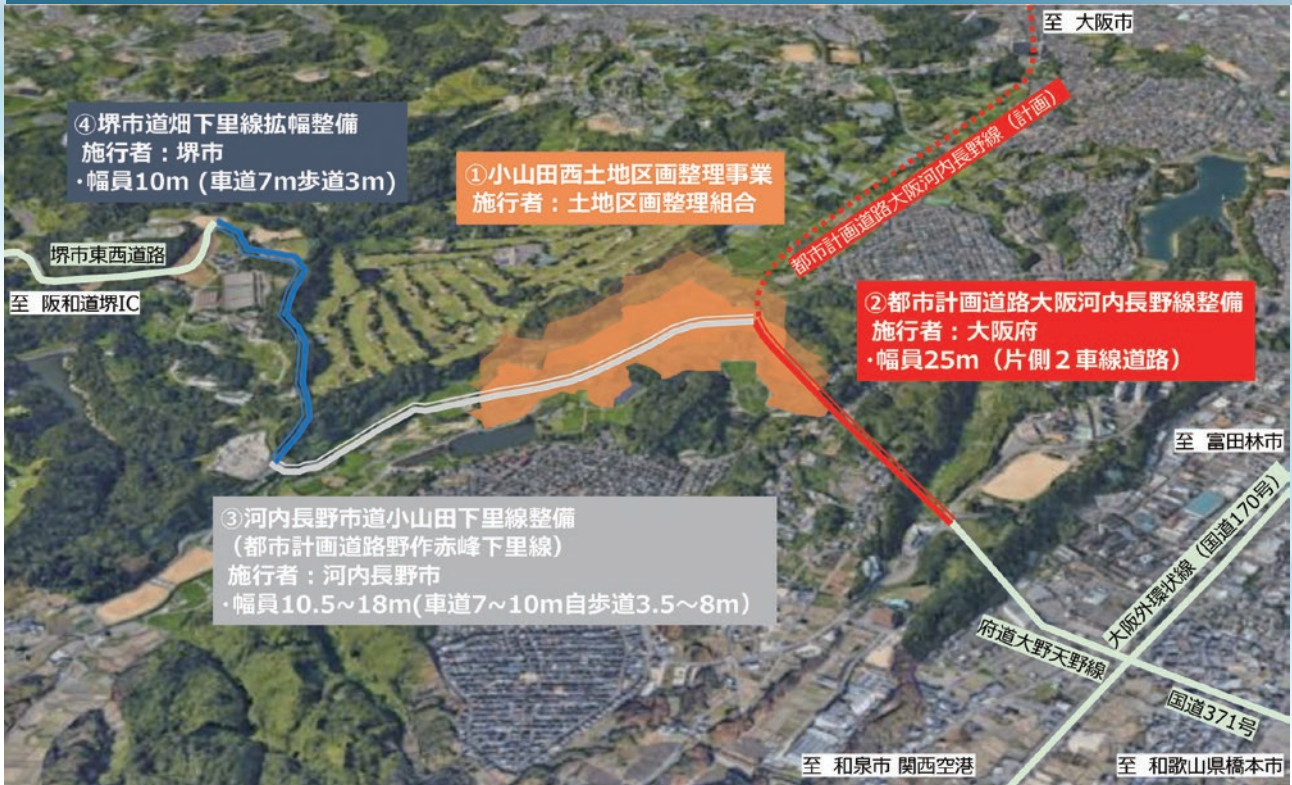 至 大阪市
④堺市道畑下里線拡幅整備
施行者：堺市
･幅員10m (車道7m歩道3m)
①小山田西土地区画整理事業
施行者：土地区画整理組合
都市計画道路大阪河内長野線（計画）
堺市東西道路
至 阪和道堺IC
②都市計画道路大阪河内長野線整備
施行者：大阪府
･幅員25m（片側２車線道路）
至 富田林市
③河内長野市道小山田下里線整備
（都市計画道路野作赤峰下里線）
施行者：河内長野市
･幅員10.5~18m(車道7~10m自歩道3.5～8m）
大阪外環状線（国道170号）
府道大野天野線
国道371号
至 和泉市 関西空港
至 和歌山県橋本市